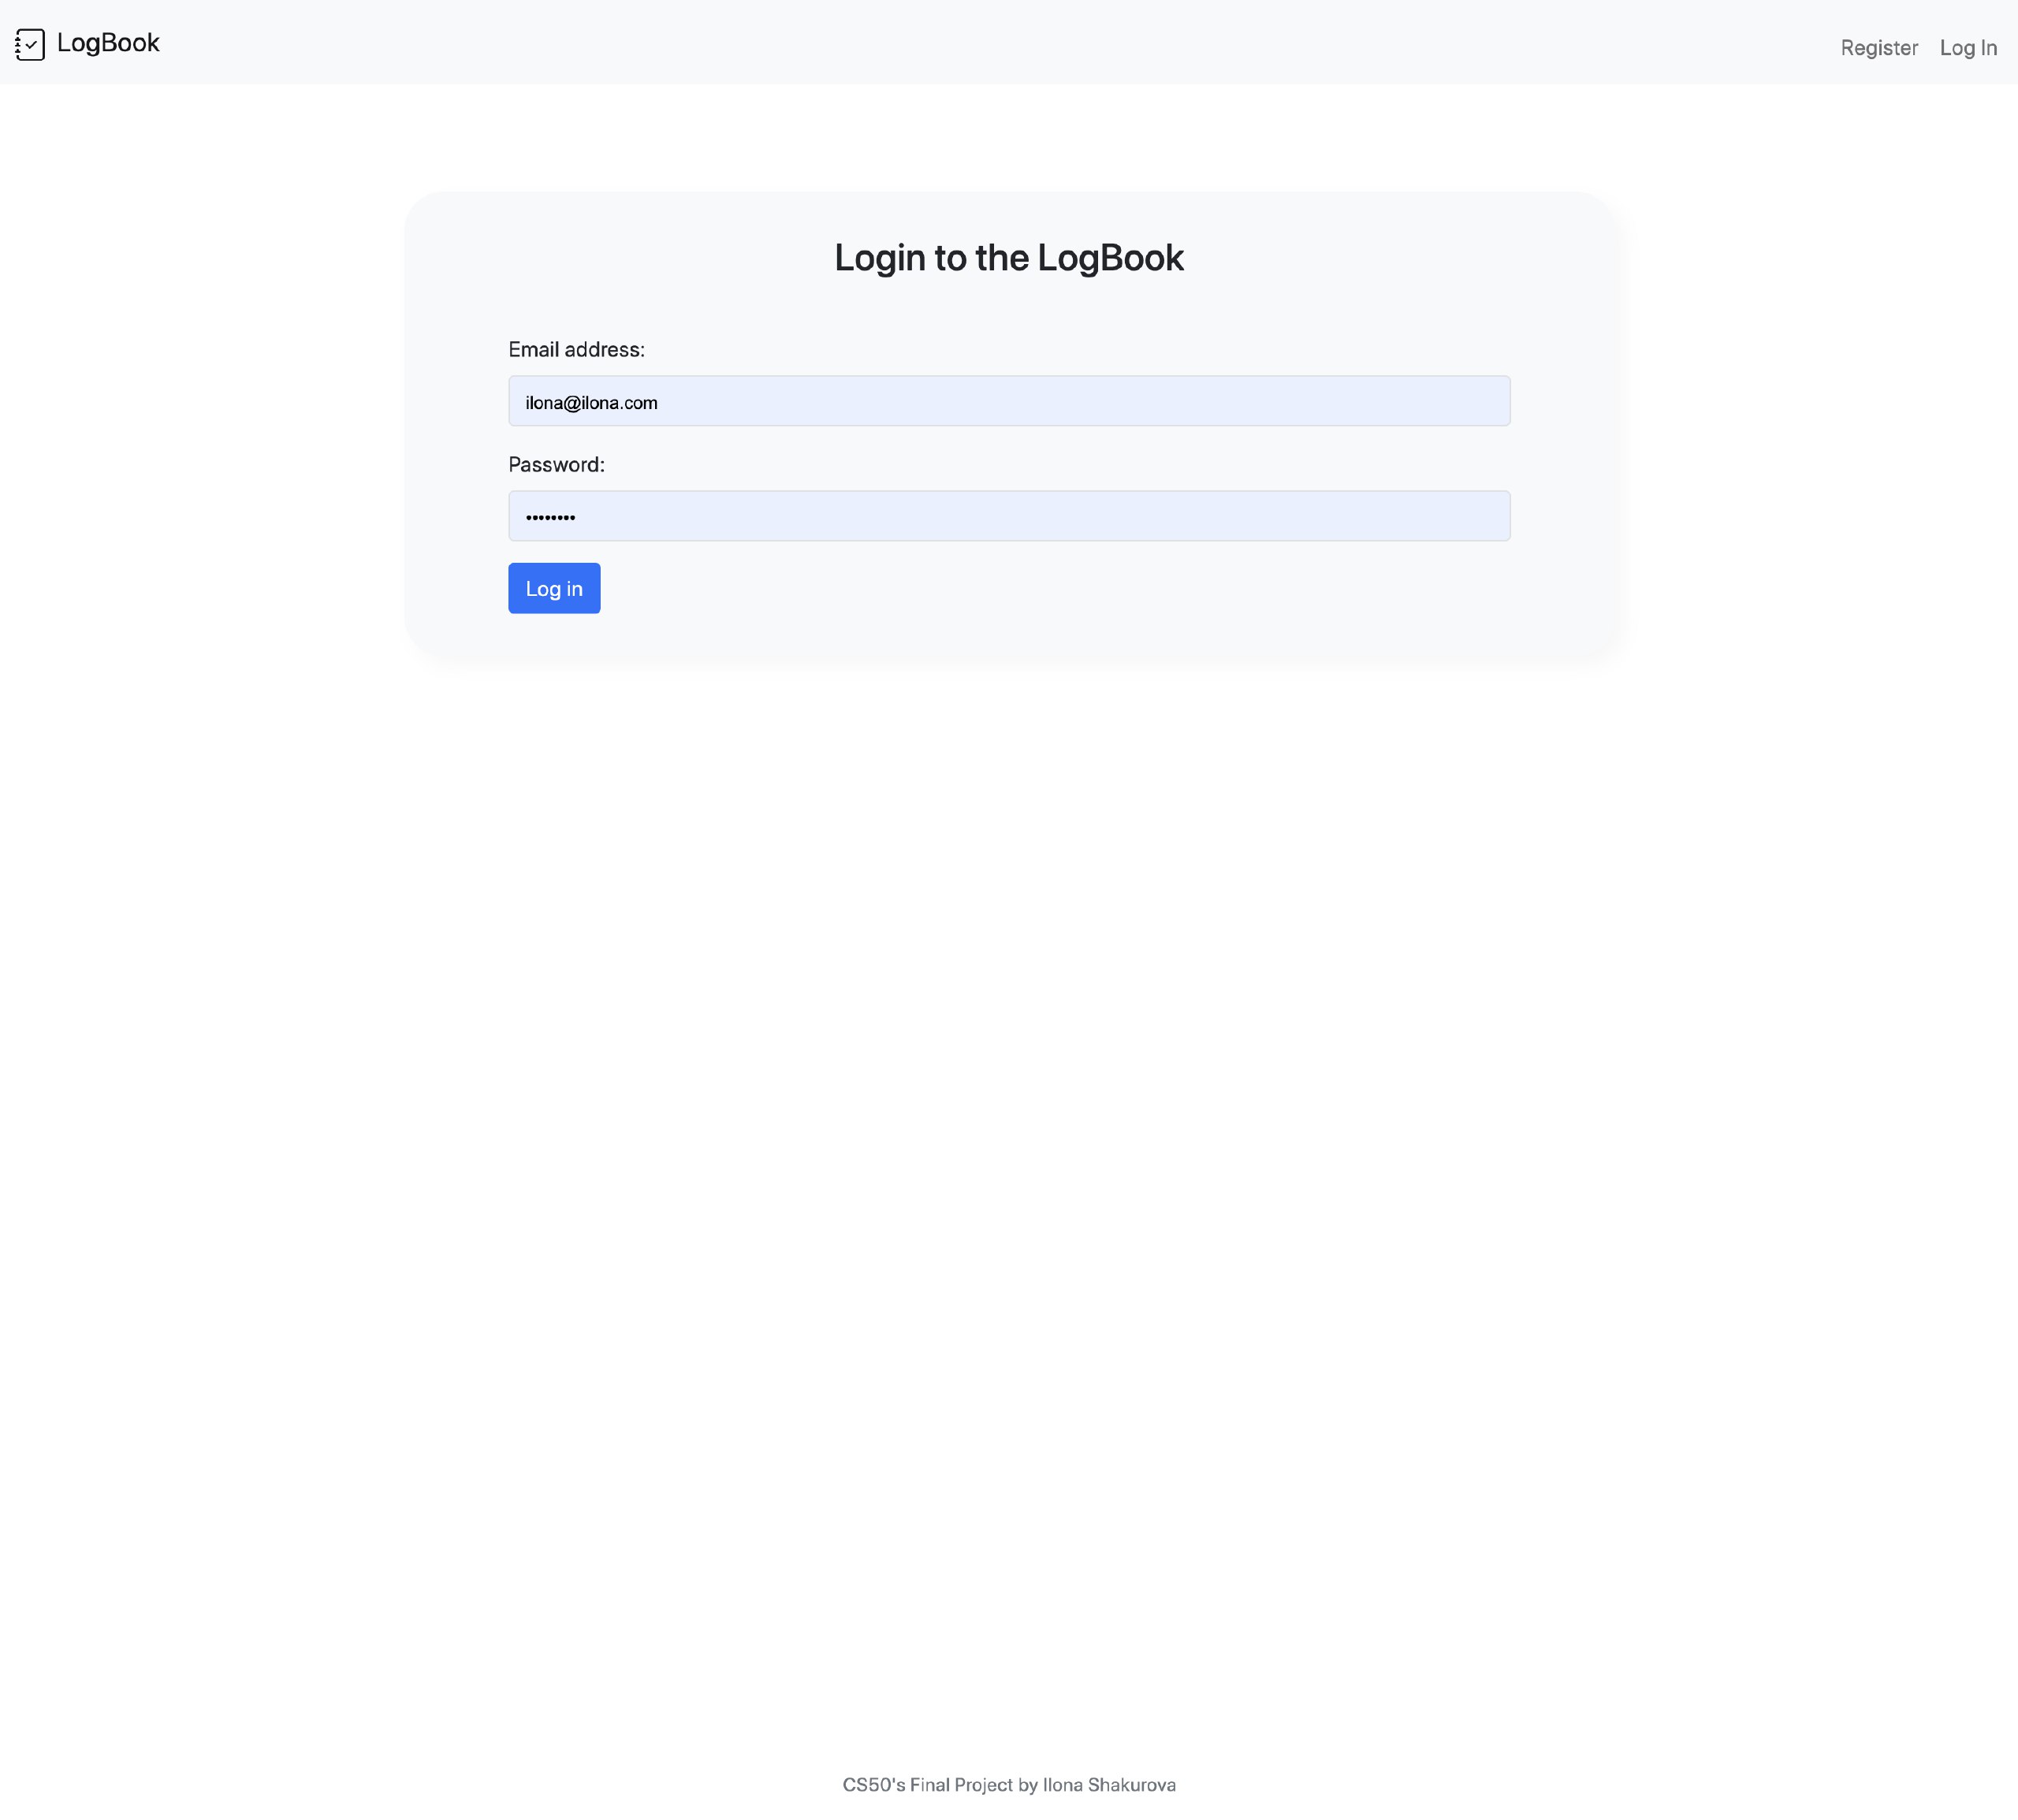 LogBook
Register Log In
Login to the LogBook
Email address:
ilona@ilona.com
Password:
••••••••
Log in
CS50's Final Project by Ilona Shakurova